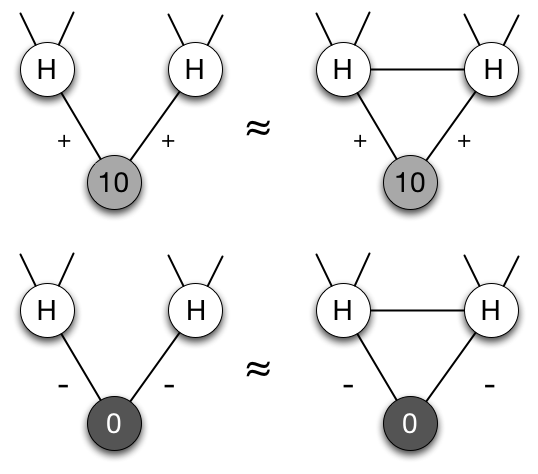 H H H H
+ + ≈ + +
10 10
H H H H
- - ≈ - -
0 0